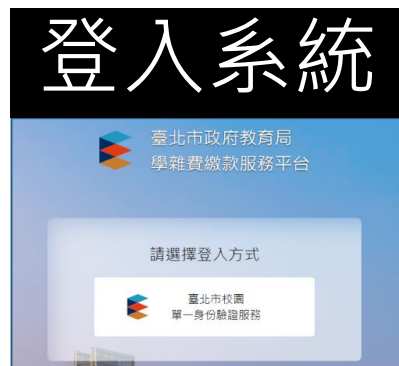 登入系統
臺北市政府教育局
學雜費繳款服務平台
請選擇登入方式
臺北市校園
單一身份驗證服務